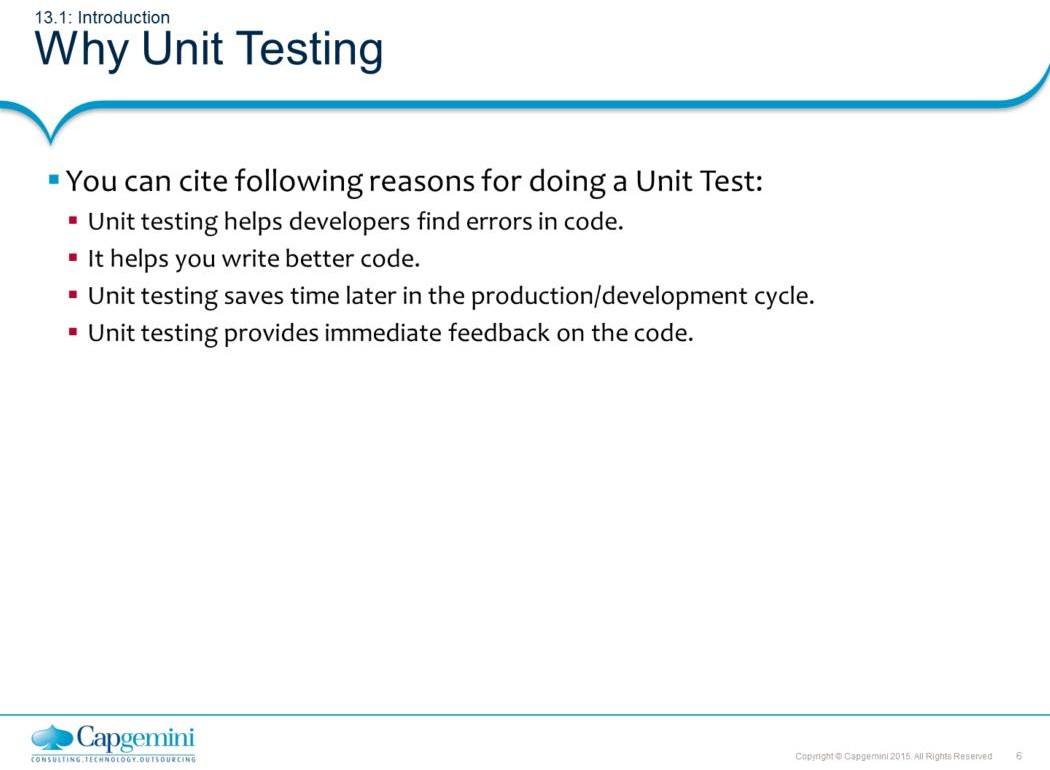 13.1: Introduction
Why Unit Testing
You can cite following reasons for doing a Unit Test:
Unit testing helps developers find errors in code.
It helps you write better code.
Unit testing saves time later in the production/development cycle.
Unit testing provides immediate feedback on the code.
Capgemini
CONSULTING.TECHNOLOGY.OUTSOURCING
Copyright © Capgemini 2015. All Rights Reserved 6